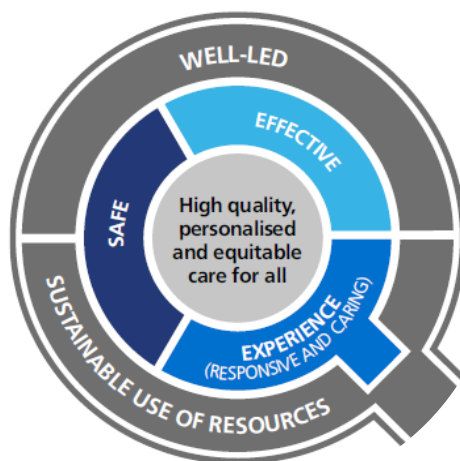 WELL-LED
EFFECTIVE
SAFE
High quality,
personalised
and equitable
care for all
EXPERIENCE
(RESPONSIVE AND CARING)
SUSTAINABLE USE OF RESOURCES